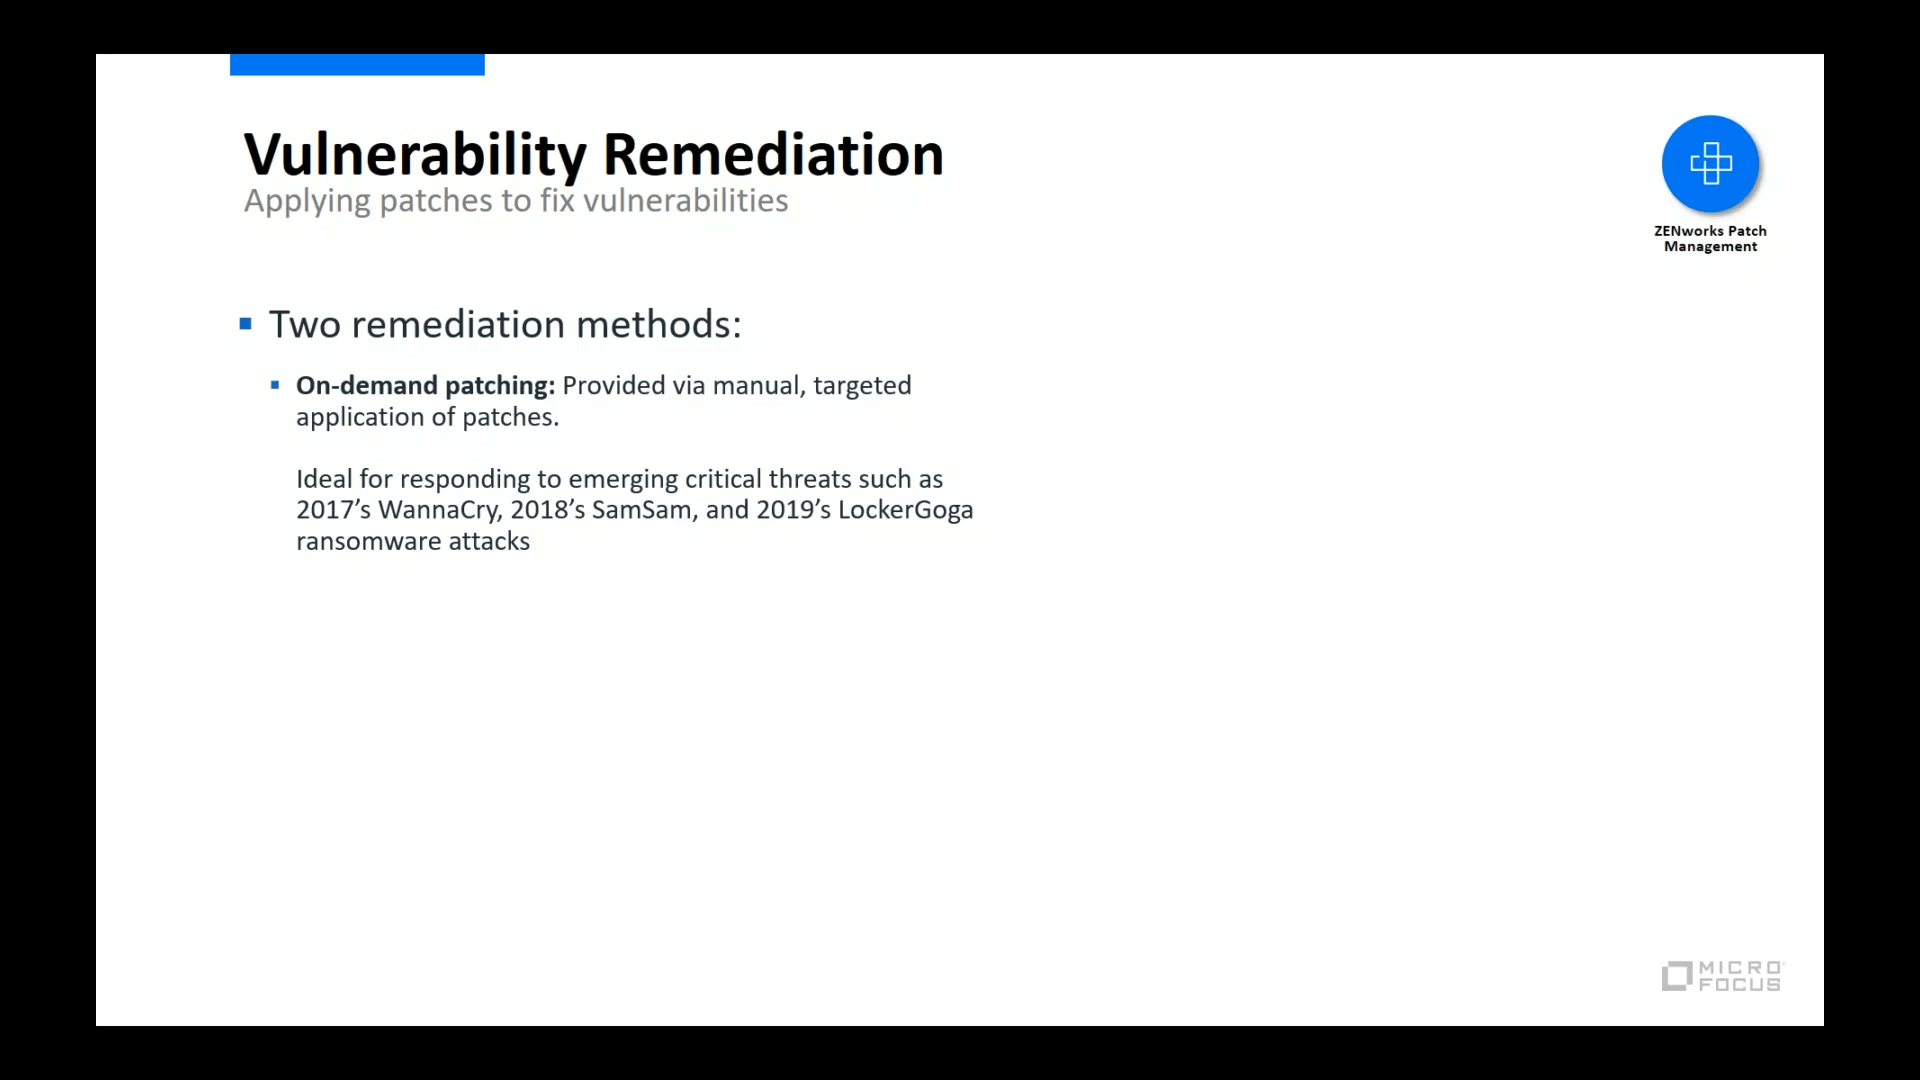 Vulnerability Remediation
Applying patches to fix vulnerabilities
ZENworks Patch
Management
Two remediation methods:
On-demand patching: Provided via manual, targeted
application of patches.
Ideal for responding to emerging critical threats such as
2017’s WannaCry, 2018’s SamSam, and 2019’s LockerGoga
ransomware attacks
MICRO
FOCUS